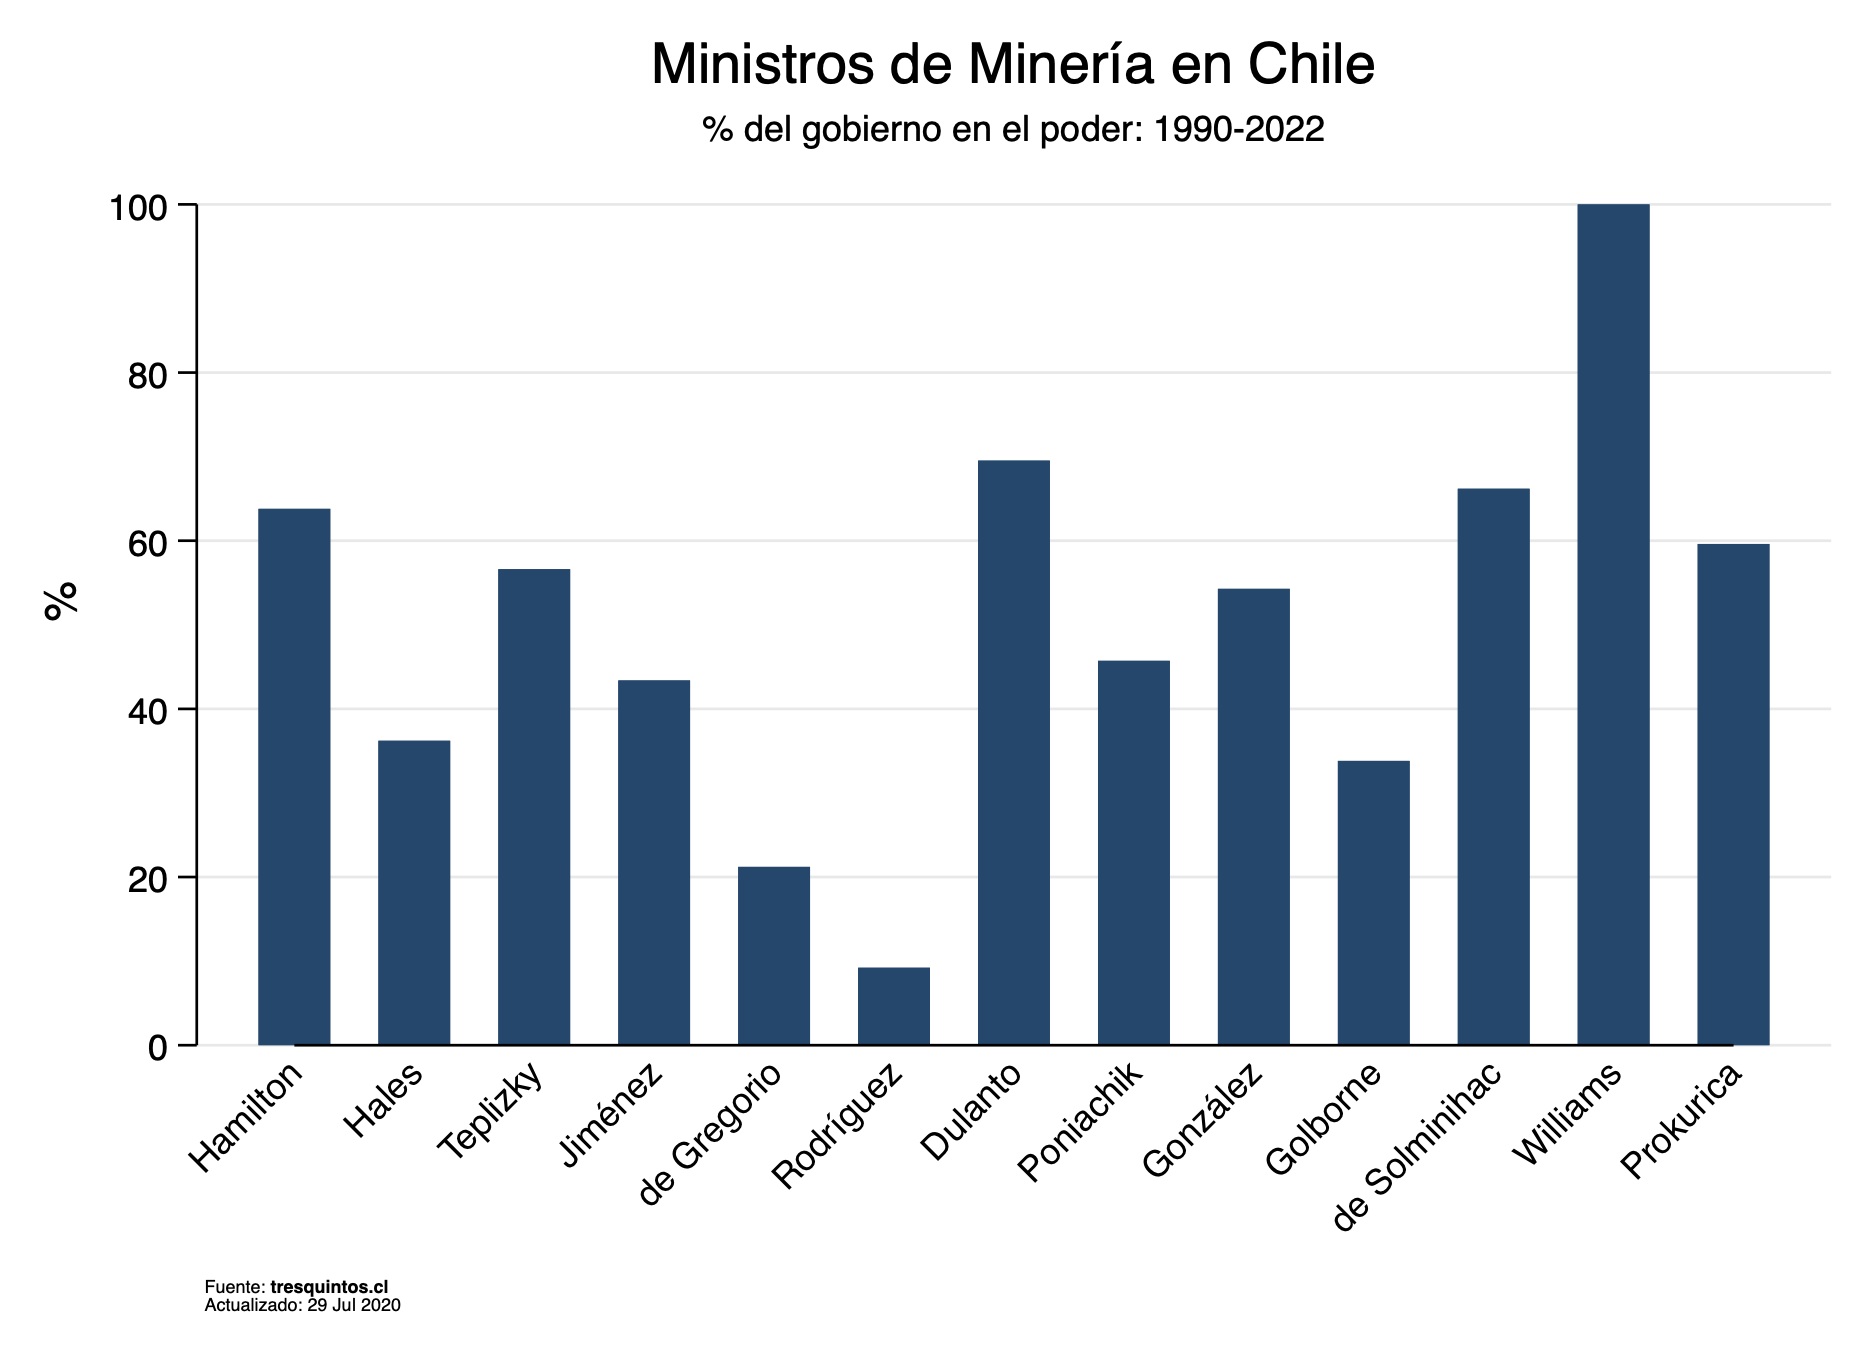 Ministros de Minería en Chile
% del gobierno en el poder: 1990-2022
100
80
60
40
20
0
%
Hamilton
Hales
Teplizky
Jiménez
de Gregorio
Rodríguez
Dulanto
Poniachik
González
Golborne
de Solminihac
Williams
Prokurica
Fuente: tresquintos.cl
Actualizado: 29 Jul 2020